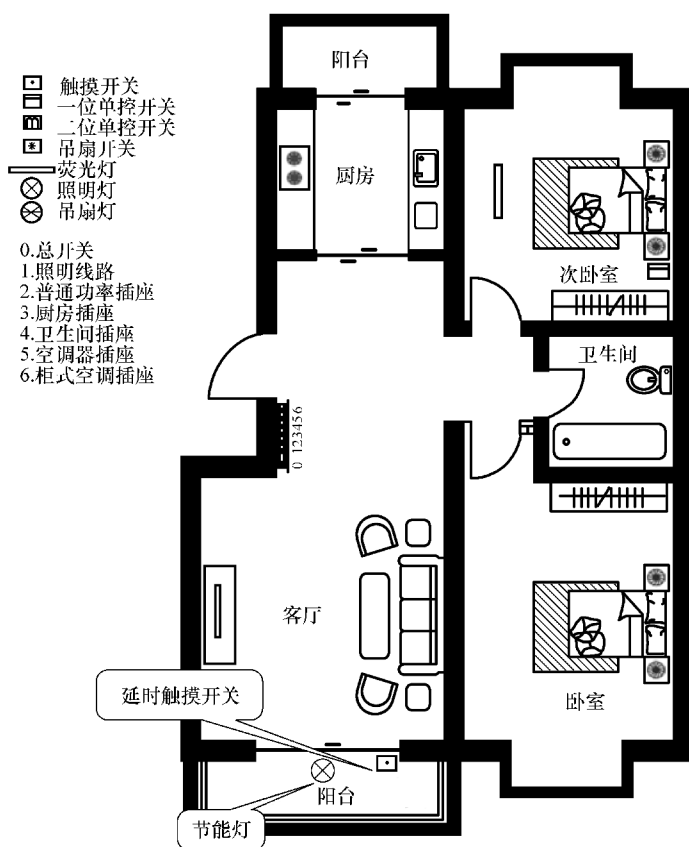 阳台
触摸开关
一位单控开关
二位单控开关
吊扇开关
荧光灯
照明灯
吊扇灯
厨房
0.总开关
1.照明线路
2.普通功率插座
3.厨房插座
4.卫生间插座
5.空调器插座
6.柜式空调插座
次卧室
卫生间
0 123456
客厅
卧室
延时触摸开关
阳台
节能灯